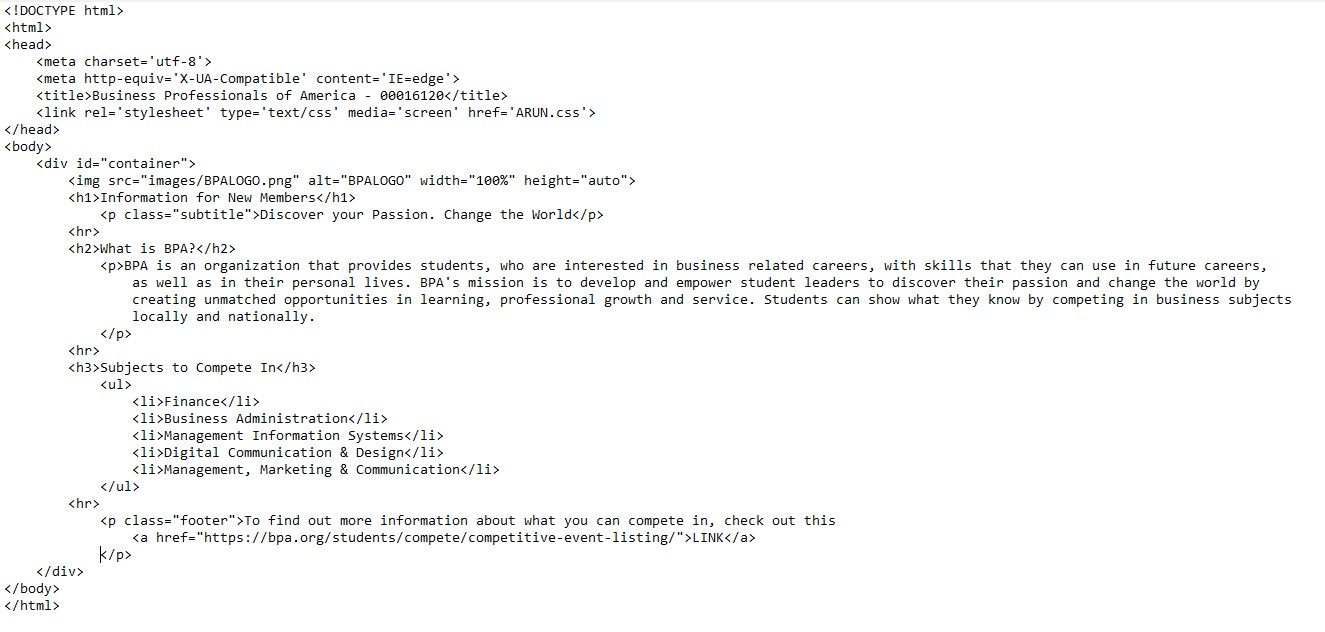 <!DOCTYPE html>
<html>
<head>
    <meta charset='utf-8'>
    <meta http-equiv='X-UA-Compatible' content='IE=edge'>
    <title>Business Professionals of America - 00016120</title>
    <link rel='stylesheet' type='text/css' media='screen' href='ARUN.css'>
</head>
<body>
    <div id="container">
        <img src="images/BPALOGO.png" alt="BPALOGO" width="100%" height="auto">
        <h1>Information for New Members</h1>
            <p class="subtitle">Discover your Passion. Change the World</p>
        <hr>
        <h2>What is BPA?</h2>
            <p>BPA is an organization that provides students, who are interested in business related careers, with skills that they can use in future careers,
                as well as in their personal lives. BPA's mission is to develop and empower student leaders to discover their passion and change the world by
                creating unmatched opportunities in learning, professional growth and service. Students can show what they know by competing in business subjects
                locally and nationally.
            </p>
        <hr>
        <h3>Subjects to Compete In</h3>
            <ul>
                <li>Finance</li>
                <li>Business Administration</li>
                <li>Management Information Systems</li>
                <li>Digital Communication & Design</li>
                <li>Management, Marketing & Communication</li>
            </ul>
        <hr>
            <p class="footer">To find out more information about what you can compete in, check out this
                <a href="https://bpa.org/students/compete/competitive-event-listing/">LINK</a>
            </p>
    </div>
</body>
</html>